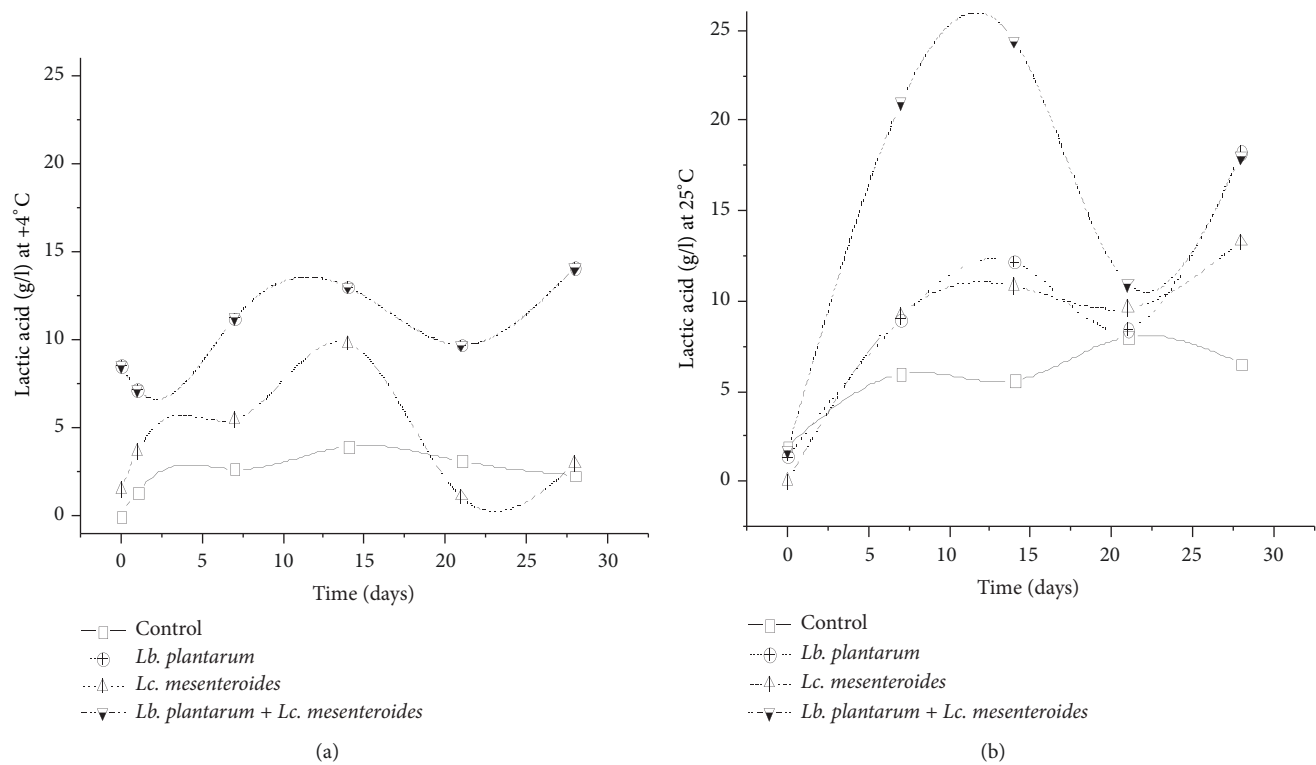 25
20
15
10
5
0
Lactic acid (g/l) at +4°C
0 5 10 15 20 25 30
Time (days)
Control
Lb. plantarum
Lc. mesenteroides
Lb. plantarum + Lc. mesenteroides
(a)
25
20
15
10
5
0
Lactic acid (g/l) at 25°C
0 5 10 15 20 25 30
Time (days)
Control
Lb. plantarum
Lc. mesenteroides
Lb. plantarum + Lc. mesenteroides
(b)